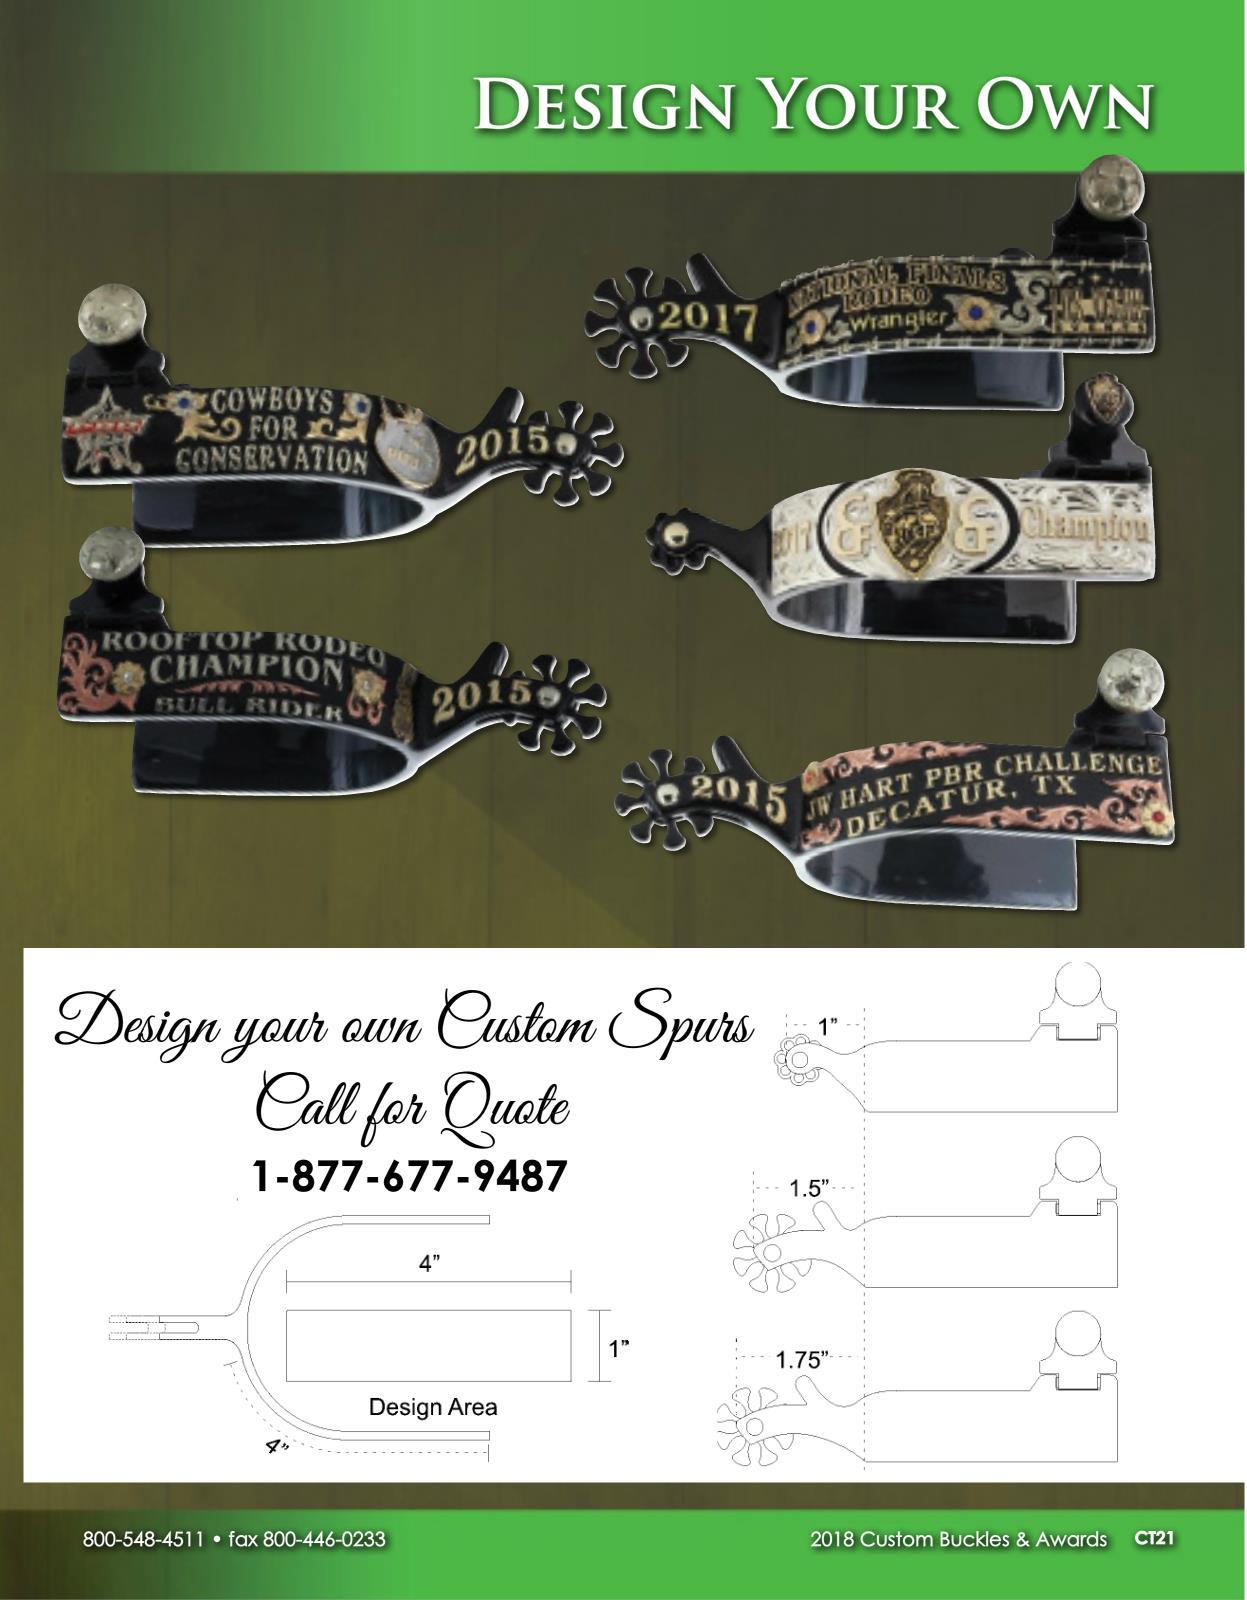 DESIGN YOUR OWN
NATIONAL FINALS
RODEO
Wrangler
2017
COWBOYS
FOR
CONSERVATION
2015
2017
Champion
ROOFTOP RODEO
CHAMPION
BULL RIDER
2015
JW HART PBR CHALLENGE
DECATUR, TX
2015
Design your own Custom Spurs
Call for Quote
1-877-677-9487
4”
1”
Design Area
4”
1”
1.5”
1.75”
800-548-4511 • fax 800-446-0233
2018 Custom Buckles & Awards CT21